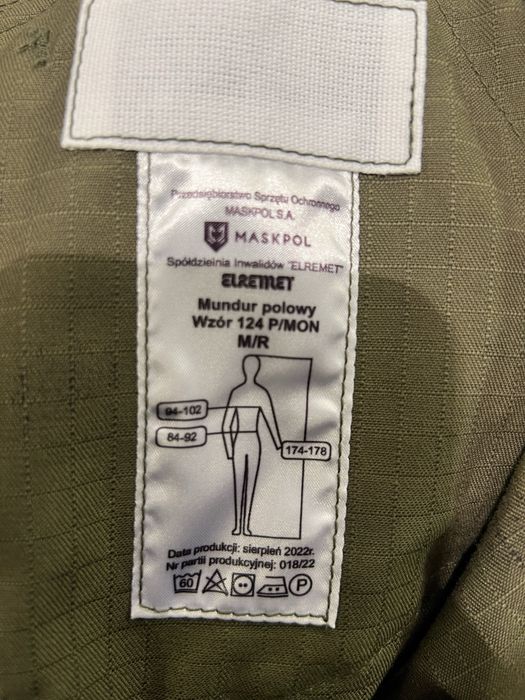 Przedsiębiorstwo Sprzętu Ochronnego
MASKPOL S.A.
MASKPOL
Spółdzielnia Inwalidów "ELREMET"
ELREMET
Mundur polowy
Wzór 124 P/MON
M/R
94-102
84-92
174-178
Data produkcji: sierpień 2022r.
Nr partii produkcyjnej: 018/22
60
P